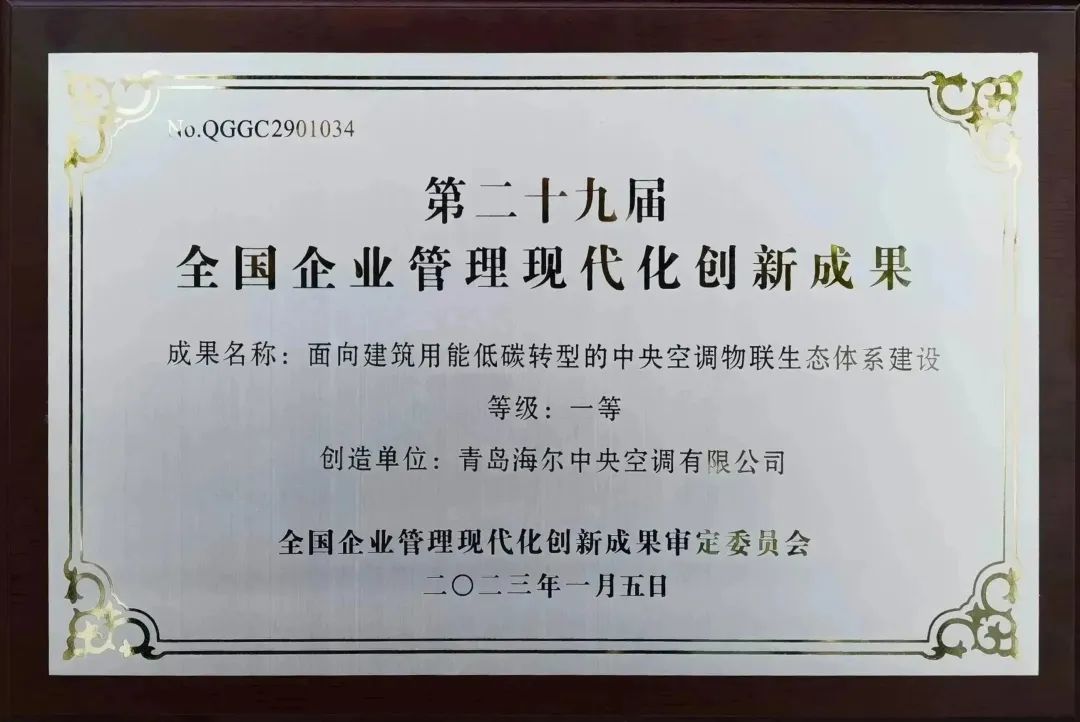 No.QGGC2901034
第二十九届
全国企业管理现代化创新成果
成果名称：面向建筑用能低碳转型的中央空调物联生态体系建设
等级：一等
创造单位：青岛海尔中央空调有限公司
全国企业管理现代化创新成果审定委员会
二〇二三年一月五日